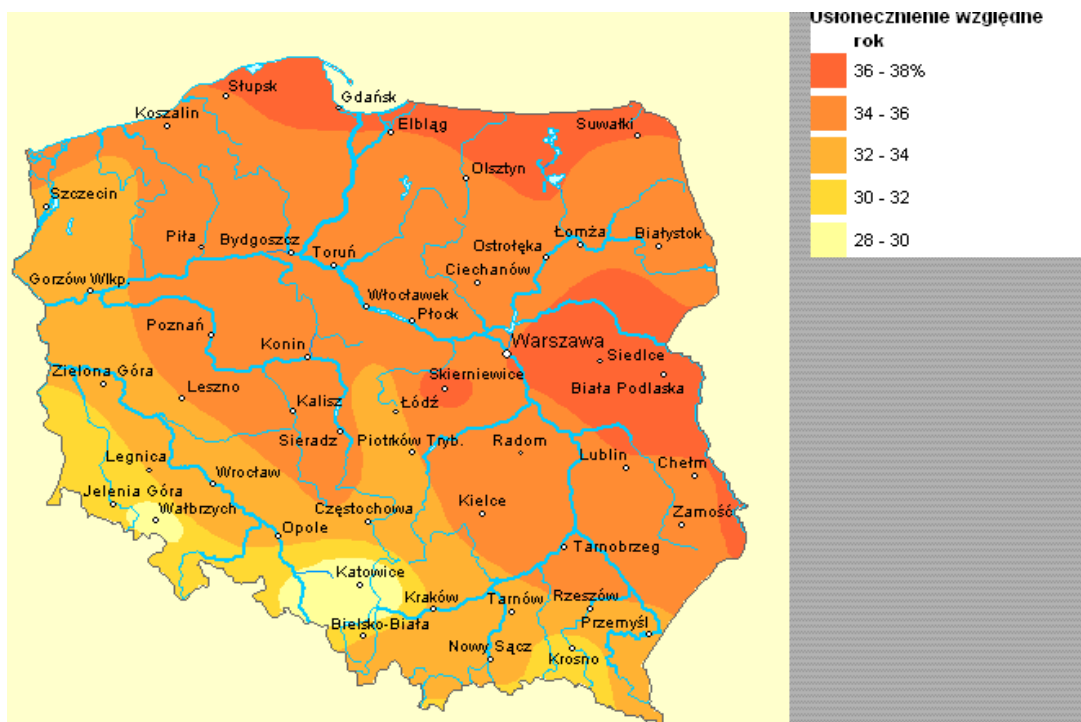 Usłonecznienie względne
rok
36 - 38%
34 - 36
32 - 34
30 - 32
28 - 30
Słupsk
Gdańsk
Koszalin
Elbląg
Suwałki
Olsztyn
Szczecin
Piła
Bydgoszcz
Toruń
Ostrołęka
Łomża
Białystok
Ciechanów
Gorzów Wlkp.
Włocławek
Płock
Poznań
Konin
Warszawa
Siedlce
Zielona Góra
Leszno
Skierniewice
Biała Podlaska
Kalisz
Łódź
Sieradz
Piotrków Tryb.
Radom
Lublin
Chełm
Legnica
Wrocław
Jelenia Góra
Wałbrzych
Częstochowa
Kielce
Zamość
Opole
Tarnobrzeg
Katowice
Kraków
Tarnów
Rzeszów
Bielsko-Biała
Przemyśl
Nowy Sącz
Krosno